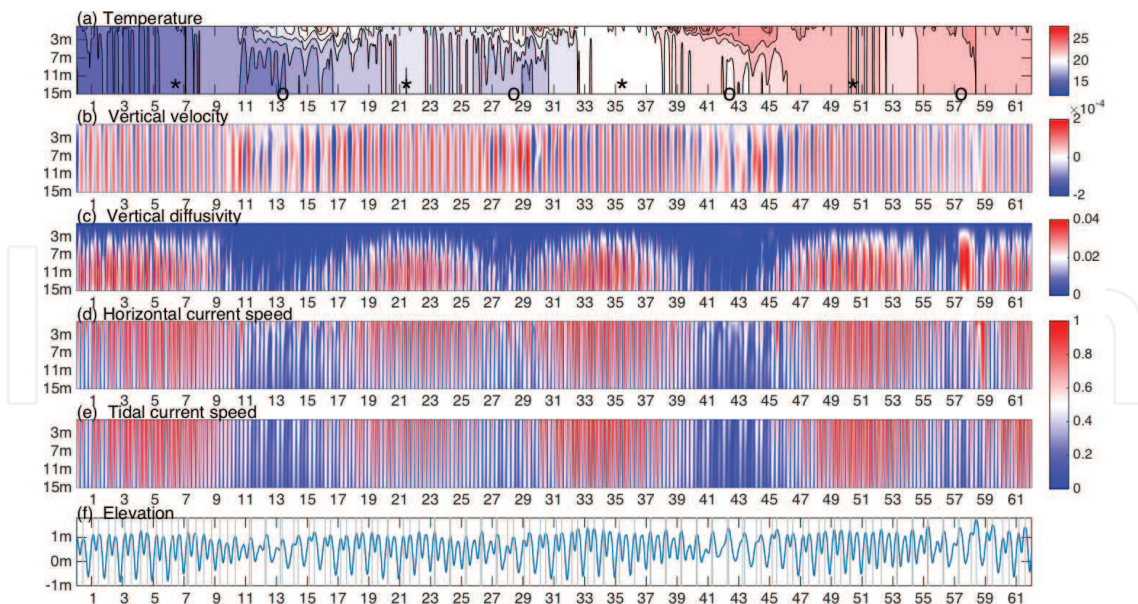 (a) Temperature
3m
7m
11m
15m
* * * *
o o o o
1 3 5 7 9 11 13 15 17 19 21 23 25 27 29 31 33 35 37 39 41 43 45 47 49 51 53 55 57 59 61
25
20
15
12
(b) Vertical velocity
3m
7m
11m
15m
1 3 5 7 9 11 13 15 17 19 21 23 25 27 29 31 33 35 37 39 41 43 45 47 49 51 53 55 57 59 61
×10⁻⁴
2
0
-2
(c) Vertical diffusivity
3m
7m
11m
15m
1 3 5 7 9 11 13 15 17 19 21 23 25 27 29 31 33 35 37 39 41 43 45 47 49 51 53 55 57 59 61
0.04
0.02
0
(d) Horizontal current speed
3m
7m
11m
15m
1 3 5 7 9 11 13 15 17 19 21 23 25 27 29 31 33 35 37 39 41 43 45 47 49 51 53 55 57 59 61
(e) Tidal current speed
3m
7m
11m
15m
1 3 5 7 9 11 13 15 17 19 21 23 25 27 29 31 33 35 37 39 41 43 45 47 49 51 53 55 57 59 61
1
0.8
0.6
0.4
0.2
0
(f) Elevation
1m
0m
-1m
1 3 5 7 9 11 13 15 17 19 21 23 25 27 29 31 33 35 37 39 41 43 45 47 49 51 53 55 57 59 61